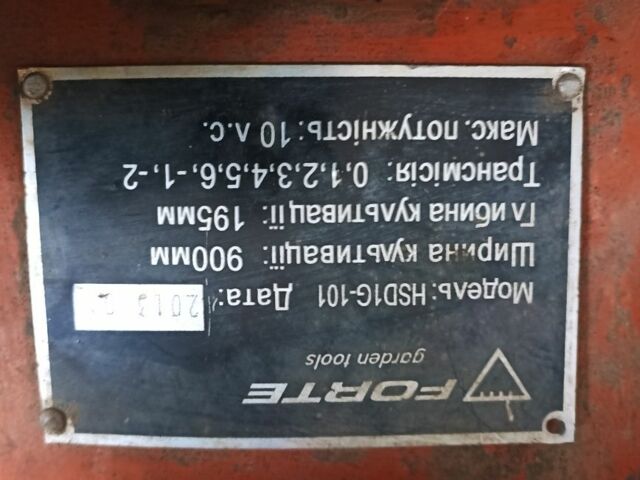 FORTE
garden tools
Модель: HSD1G-101 Дата:
Ширина культивації: 900мм
Глибина культивації: 195мм
Трансмісія: 0,1,2,3,4,5,6,-1,-2
Макс. потужність: 10 л.с.